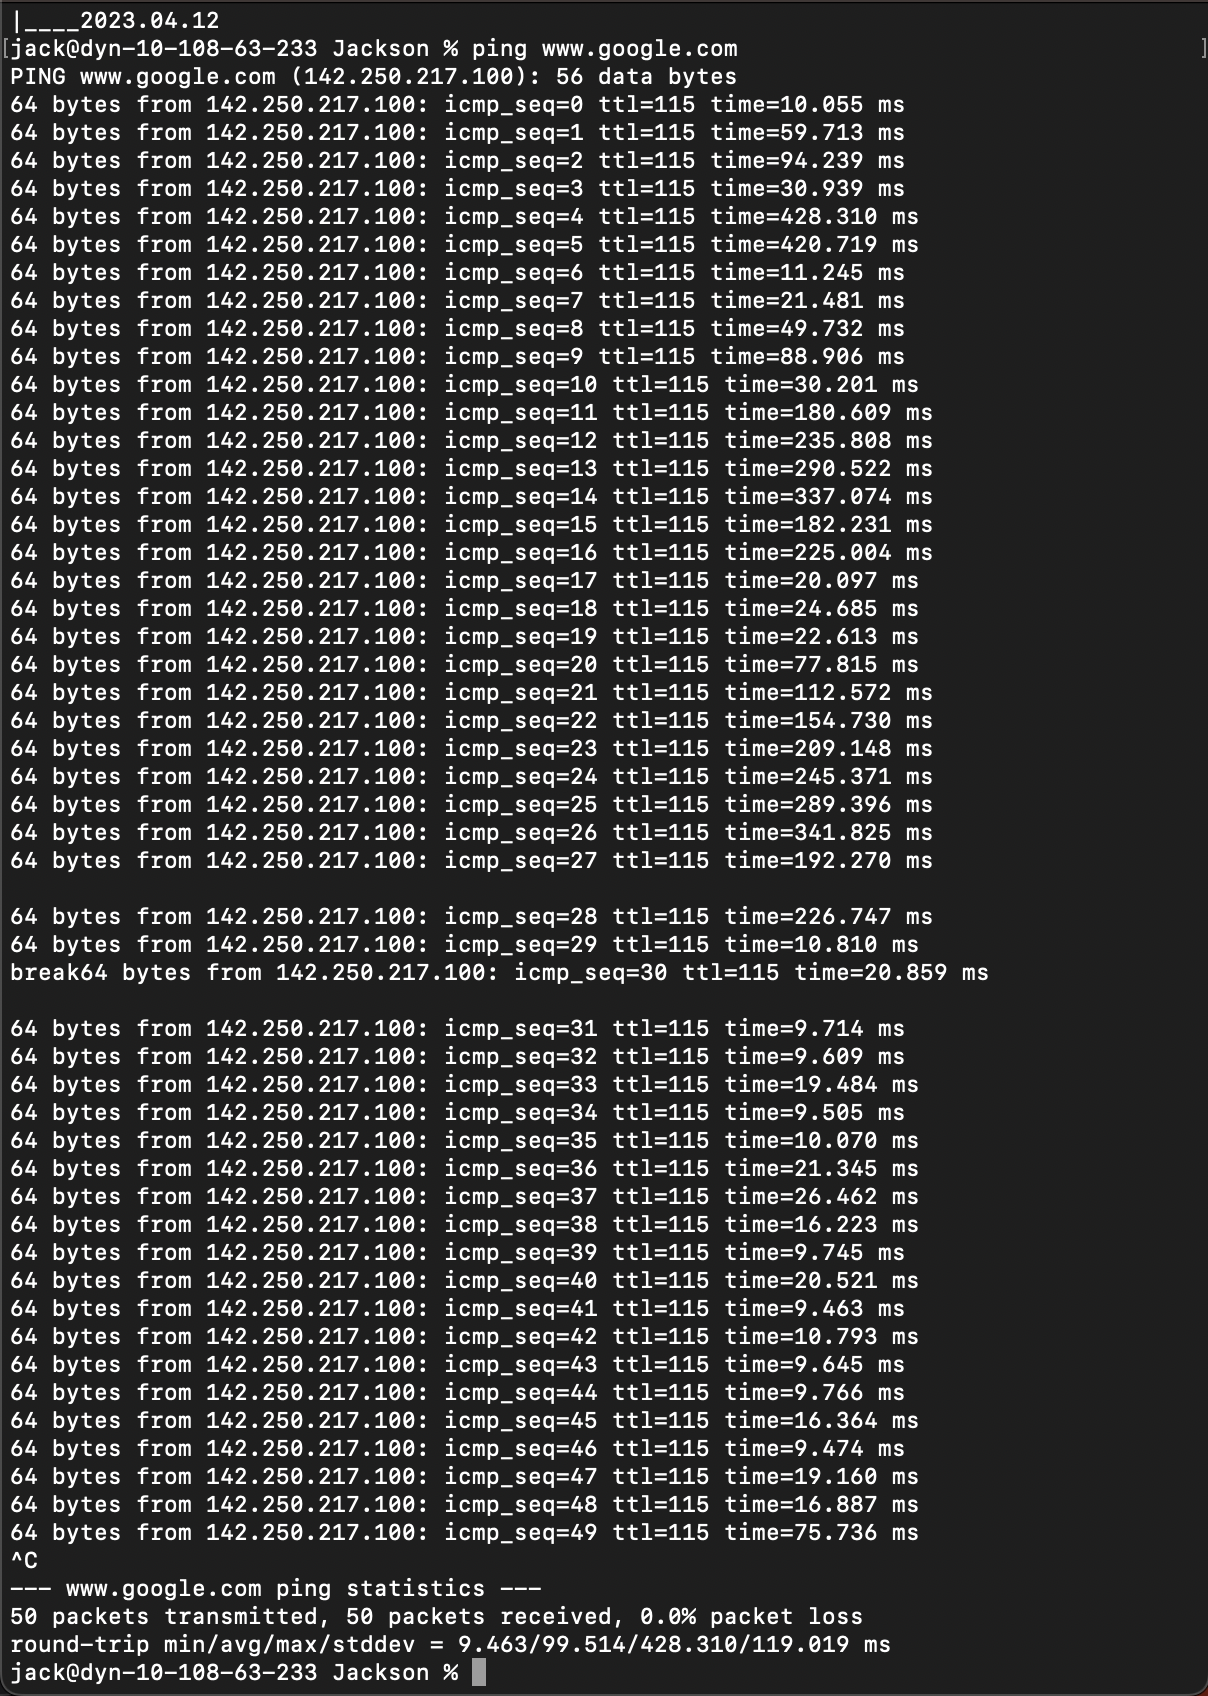 |____2023.04.12
[jack@dyn-10-108-63-233 Jackson % ping www.google.com ]
PING www.google.com (142.250.217.100): 56 data bytes
64 bytes from 142.250.217.100: icmp_seq=0 ttl=115 time=10.055 ms
64 bytes from 142.250.217.100: icmp_seq=1 ttl=115 time=59.713 ms
64 bytes from 142.250.217.100: icmp_seq=2 ttl=115 time=94.239 ms
64 bytes from 142.250.217.100: icmp_seq=3 ttl=115 time=30.939 ms
64 bytes from 142.250.217.100: icmp_seq=4 ttl=115 time=428.310 ms
64 bytes from 142.250.217.100: icmp_seq=5 ttl=115 time=420.719 ms
64 bytes from 142.250.217.100: icmp_seq=6 ttl=115 time=11.245 ms
64 bytes from 142.250.217.100: icmp_seq=7 ttl=115 time=21.481 ms
64 bytes from 142.250.217.100: icmp_seq=8 ttl=115 time=49.732 ms
64 bytes from 142.250.217.100: icmp_seq=9 ttl=115 time=88.906 ms
64 bytes from 142.250.217.100: icmp_seq=10 ttl=115 time=30.201 ms
64 bytes from 142.250.217.100: icmp_seq=11 ttl=115 time=180.609 ms
64 bytes from 142.250.217.100: icmp_seq=12 ttl=115 time=235.808 ms
64 bytes from 142.250.217.100: icmp_seq=13 ttl=115 time=290.522 ms
64 bytes from 142.250.217.100: icmp_seq=14 ttl=115 time=337.074 ms
64 bytes from 142.250.217.100: icmp_seq=15 ttl=115 time=182.231 ms
64 bytes from 142.250.217.100: icmp_seq=16 ttl=115 time=225.004 ms
64 bytes from 142.250.217.100: icmp_seq=17 ttl=115 time=20.097 ms
64 bytes from 142.250.217.100: icmp_seq=18 ttl=115 time=24.685 ms
64 bytes from 142.250.217.100: icmp_seq=19 ttl=115 time=22.613 ms
64 bytes from 142.250.217.100: icmp_seq=20 ttl=115 time=77.815 ms
64 bytes from 142.250.217.100: icmp_seq=21 ttl=115 time=112.572 ms
64 bytes from 142.250.217.100: icmp_seq=22 ttl=115 time=154.730 ms
64 bytes from 142.250.217.100: icmp_seq=23 ttl=115 time=209.148 ms
64 bytes from 142.250.217.100: icmp_seq=24 ttl=115 time=245.371 ms
64 bytes from 142.250.217.100: icmp_seq=25 ttl=115 time=289.396 ms
64 bytes from 142.250.217.100: icmp_seq=26 ttl=115 time=341.825 ms
64 bytes from 142.250.217.100: icmp_seq=27 ttl=115 time=192.270 ms
64 bytes from 142.250.217.100: icmp_seq=28 ttl=115 time=226.747 ms
64 bytes from 142.250.217.100: icmp_seq=29 ttl=115 time=10.810 ms
break64 bytes from 142.250.217.100: icmp_seq=30 ttl=115 time=20.859 ms
64 bytes from 142.250.217.100: icmp_seq=31 ttl=115 time=9.714 ms
64 bytes from 142.250.217.100: icmp_seq=32 ttl=115 time=9.609 ms
64 bytes from 142.250.217.100: icmp_seq=33 ttl=115 time=19.484 ms
64 bytes from 142.250.217.100: icmp_seq=34 ttl=115 time=9.505 ms
64 bytes from 142.250.217.100: icmp_seq=35 ttl=115 time=10.070 ms
64 bytes from 142.250.217.100: icmp_seq=36 ttl=115 time=21.345 ms
64 bytes from 142.250.217.100: icmp_seq=37 ttl=115 time=26.462 ms
64 bytes from 142.250.217.100: icmp_seq=38 ttl=115 time=16.223 ms
64 bytes from 142.250.217.100: icmp_seq=39 ttl=115 time=9.745 ms
64 bytes from 142.250.217.100: icmp_seq=40 ttl=115 time=20.521 ms
64 bytes from 142.250.217.100: icmp_seq=41 ttl=115 time=9.463 ms
64 bytes from 142.250.217.100: icmp_seq=42 ttl=115 time=10.793 ms
64 bytes from 142.250.217.100: icmp_seq=43 ttl=115 time=9.645 ms
64 bytes from 142.250.217.100: icmp_seq=44 ttl=115 time=9.766 ms
64 bytes from 142.250.217.100: icmp_seq=45 ttl=115 time=16.364 ms
64 bytes from 142.250.217.100: icmp_seq=46 ttl=115 time=9.474 ms
64 bytes from 142.250.217.100: icmp_seq=47 ttl=115 time=19.160 ms
64 bytes from 142.250.217.100: icmp_seq=48 ttl=115 time=16.887 ms
64 bytes from 142.250.217.100: icmp_seq=49 ttl=115 time=75.736 ms
^C
--- www.google.com ping statistics ---
50 packets transmitted, 50 packets received, 0.0% packet loss
round-trip min/avg/max/stddev = 9.463/99.514/428.310/119.019 ms
jack@dyn-10-108-63-233 Jackson %